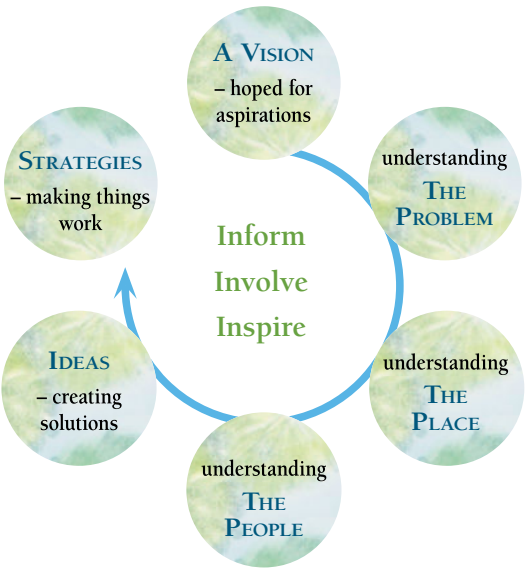 A Vision
– hoped for
aspirations
understanding
The
Problem
understanding
The
Place
understanding
The
People
Ideas
– creating
solutions
Strategies
– making things
work
Inform
Involve
Inspire